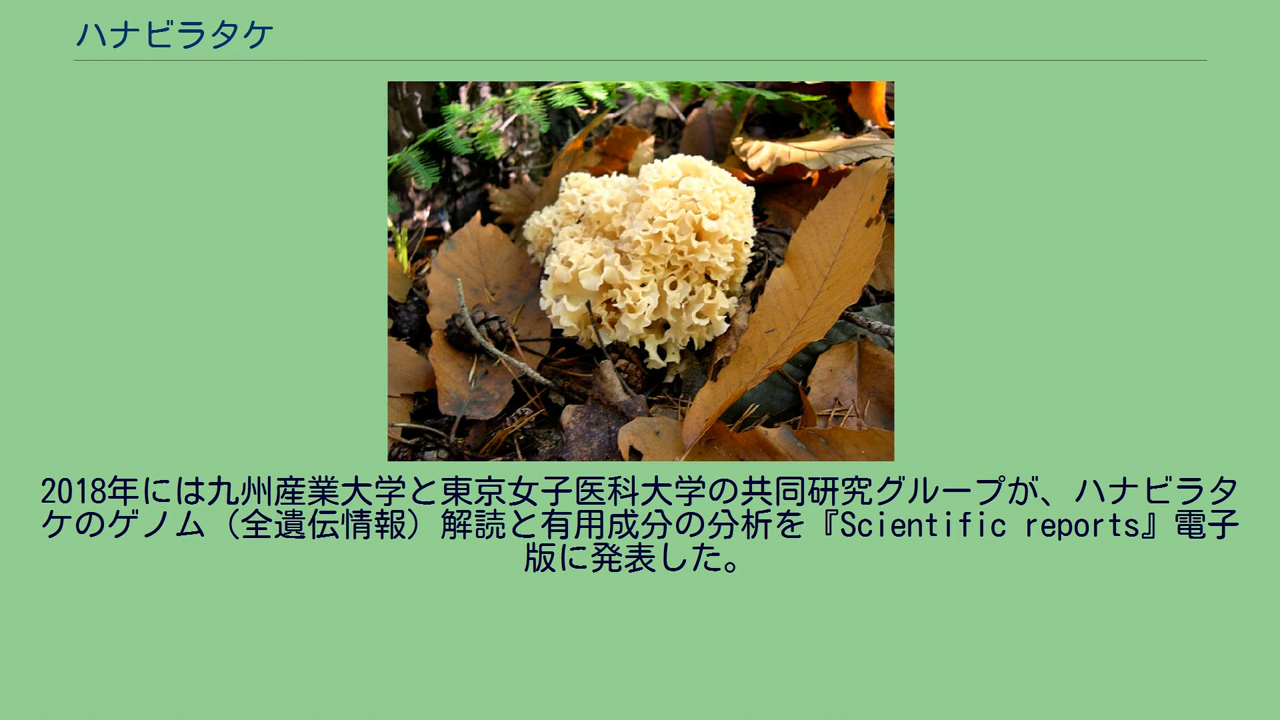 ハナビラタケ
2018年には九州産業大学と東京女子医科大学の共同研究グループが、ハナビラタ
ケのゲノム（全遺伝情報）解読と有用成分の分析を『Scientific reports』電子
版に発表した。